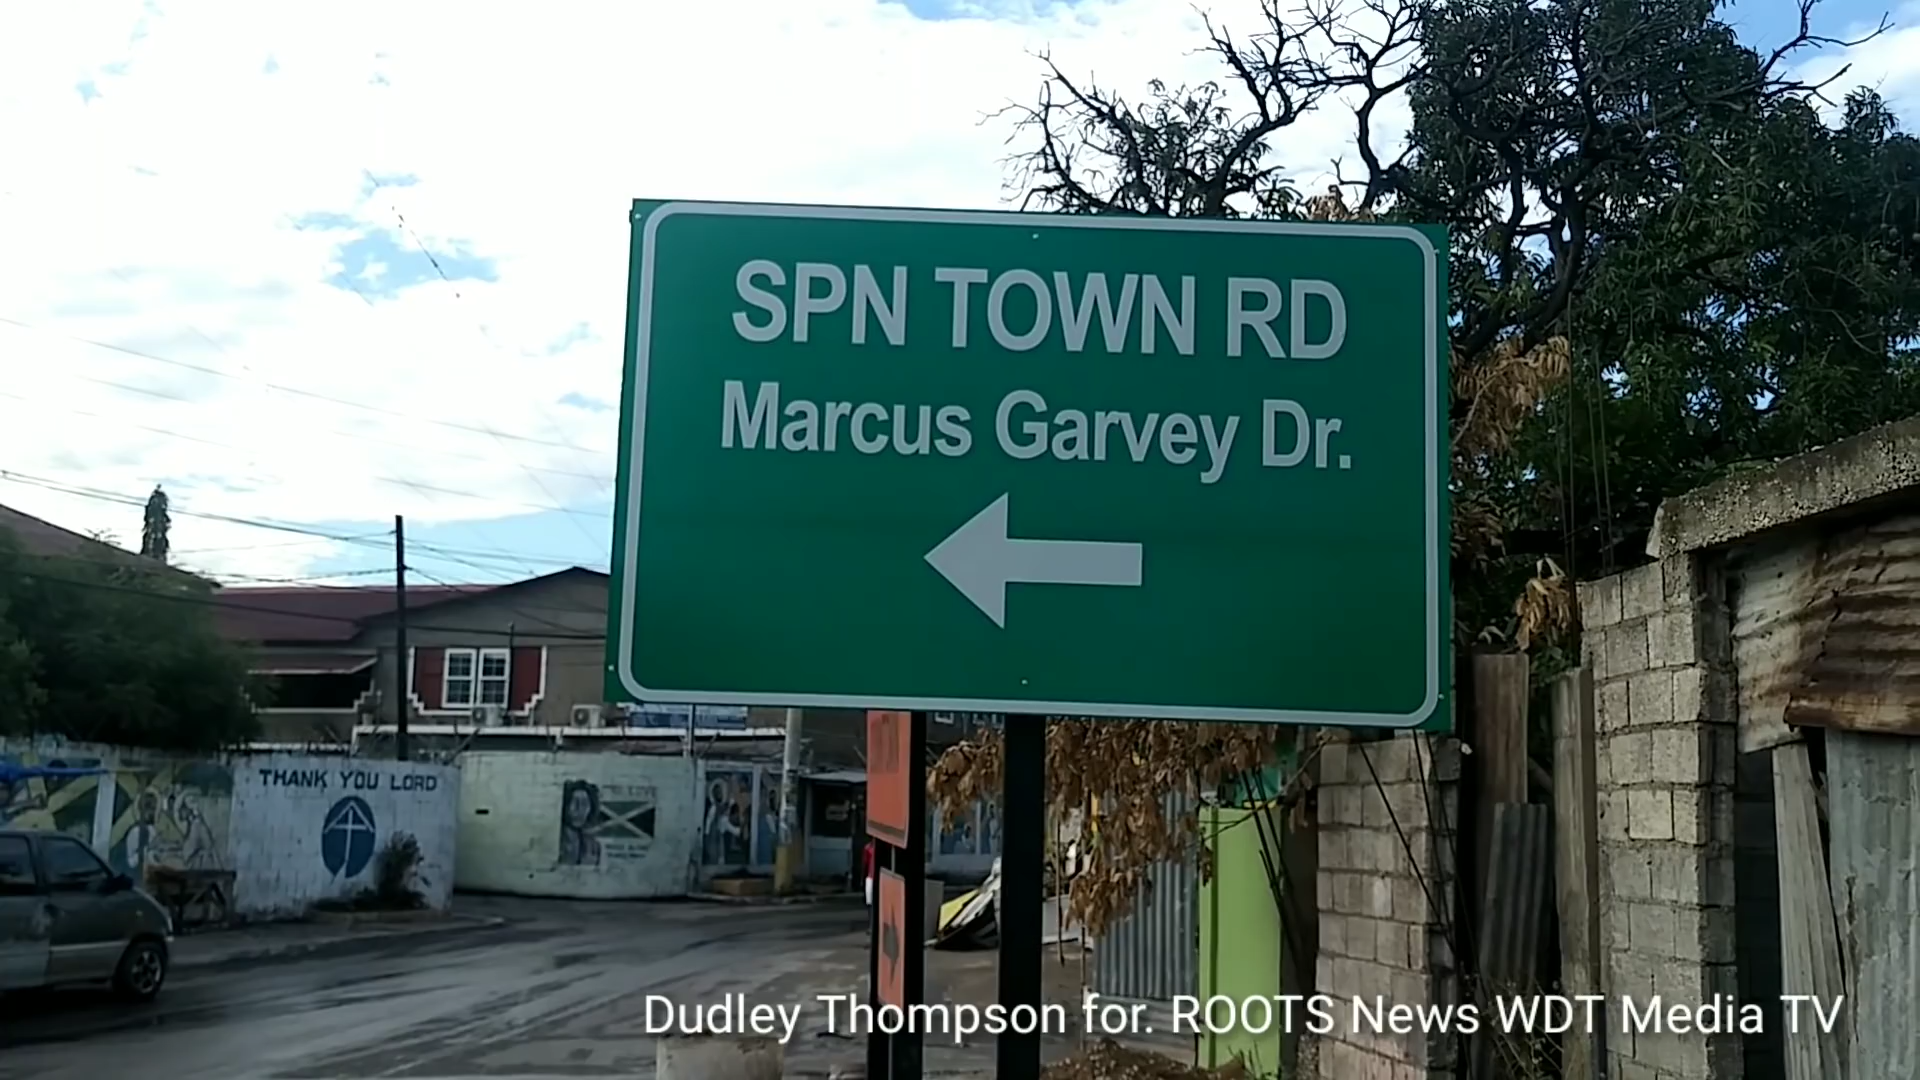 SPN TOWN RD
Marcus Garvey Dr.
THANK YOU LORD
Dudley Thompson for. ROOTS News WDT Media TV